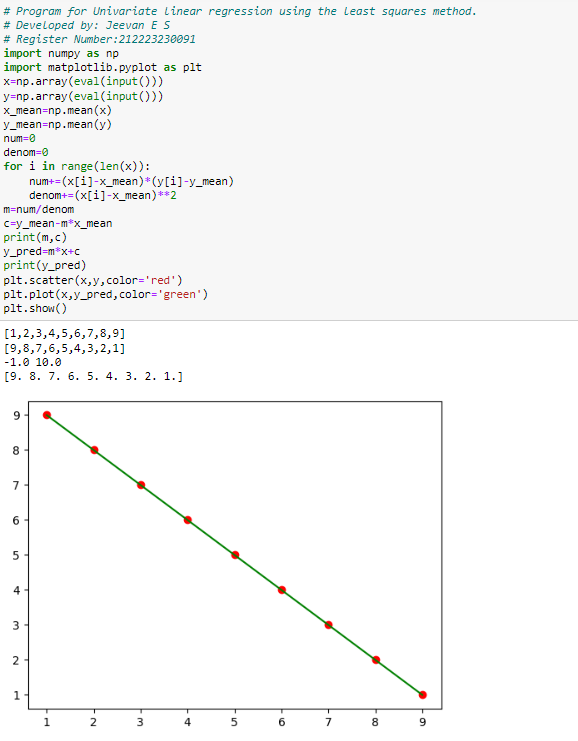 # Program for Univariate Linear regression using the Least squares method.
# Developed by: Jeevan E S
# Register Number:212223230091
import numpy as np
import matplotlib.pyplot as plt
x=np.array(eval(input()))
y=np.array(eval(input()))
x_mean=np.mean(x)
y_mean=np.mean(y)
num=0
denom=0
for i in range(len(x)):
    num+=(x[i]-x_mean)*(y[i]-y_mean)
    denom+=(x[i]-x_mean)**2
m=num/denom
c=y_mean-m*x_mean
print(m,c)
y_pred=m*x+c
print(y_pred)
plt.scatter(x,y,color='red')
plt.plot(x,y_pred,color='green')
plt.show()
[1,2,3,4,5,6,7,8,9]
[9,8,7,6,5,4,3,2,1]
-1.0 10.0
[9. 8. 7. 6. 5. 4. 3. 2. 1.]
9
8
7
6
5
4
3
2
1
1 2 3 4 5 6 7 8 9